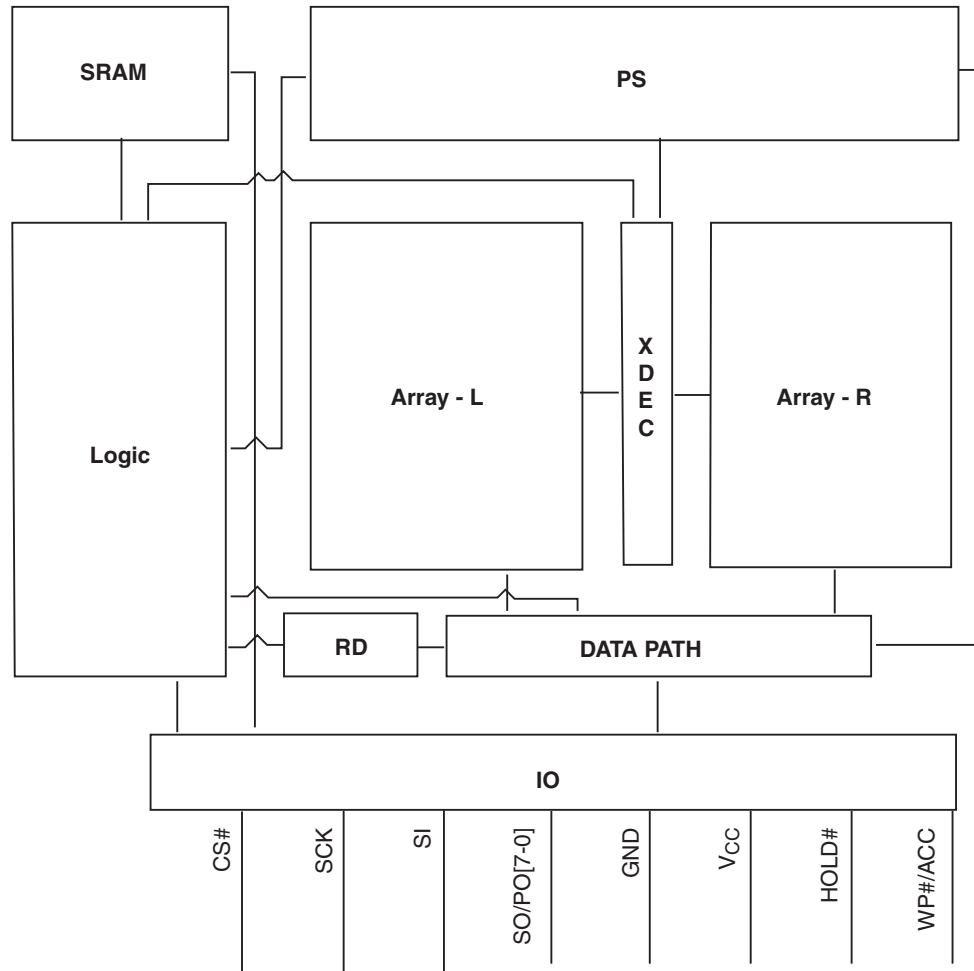 SRAM
PS
Logic
Array - L
X
D
E
C
Array - R
RD
DATA PATH
IO
CS#
SCK
SI
SO/PO[7-0]
GND
VCC
HOLD#
WP#/ACC